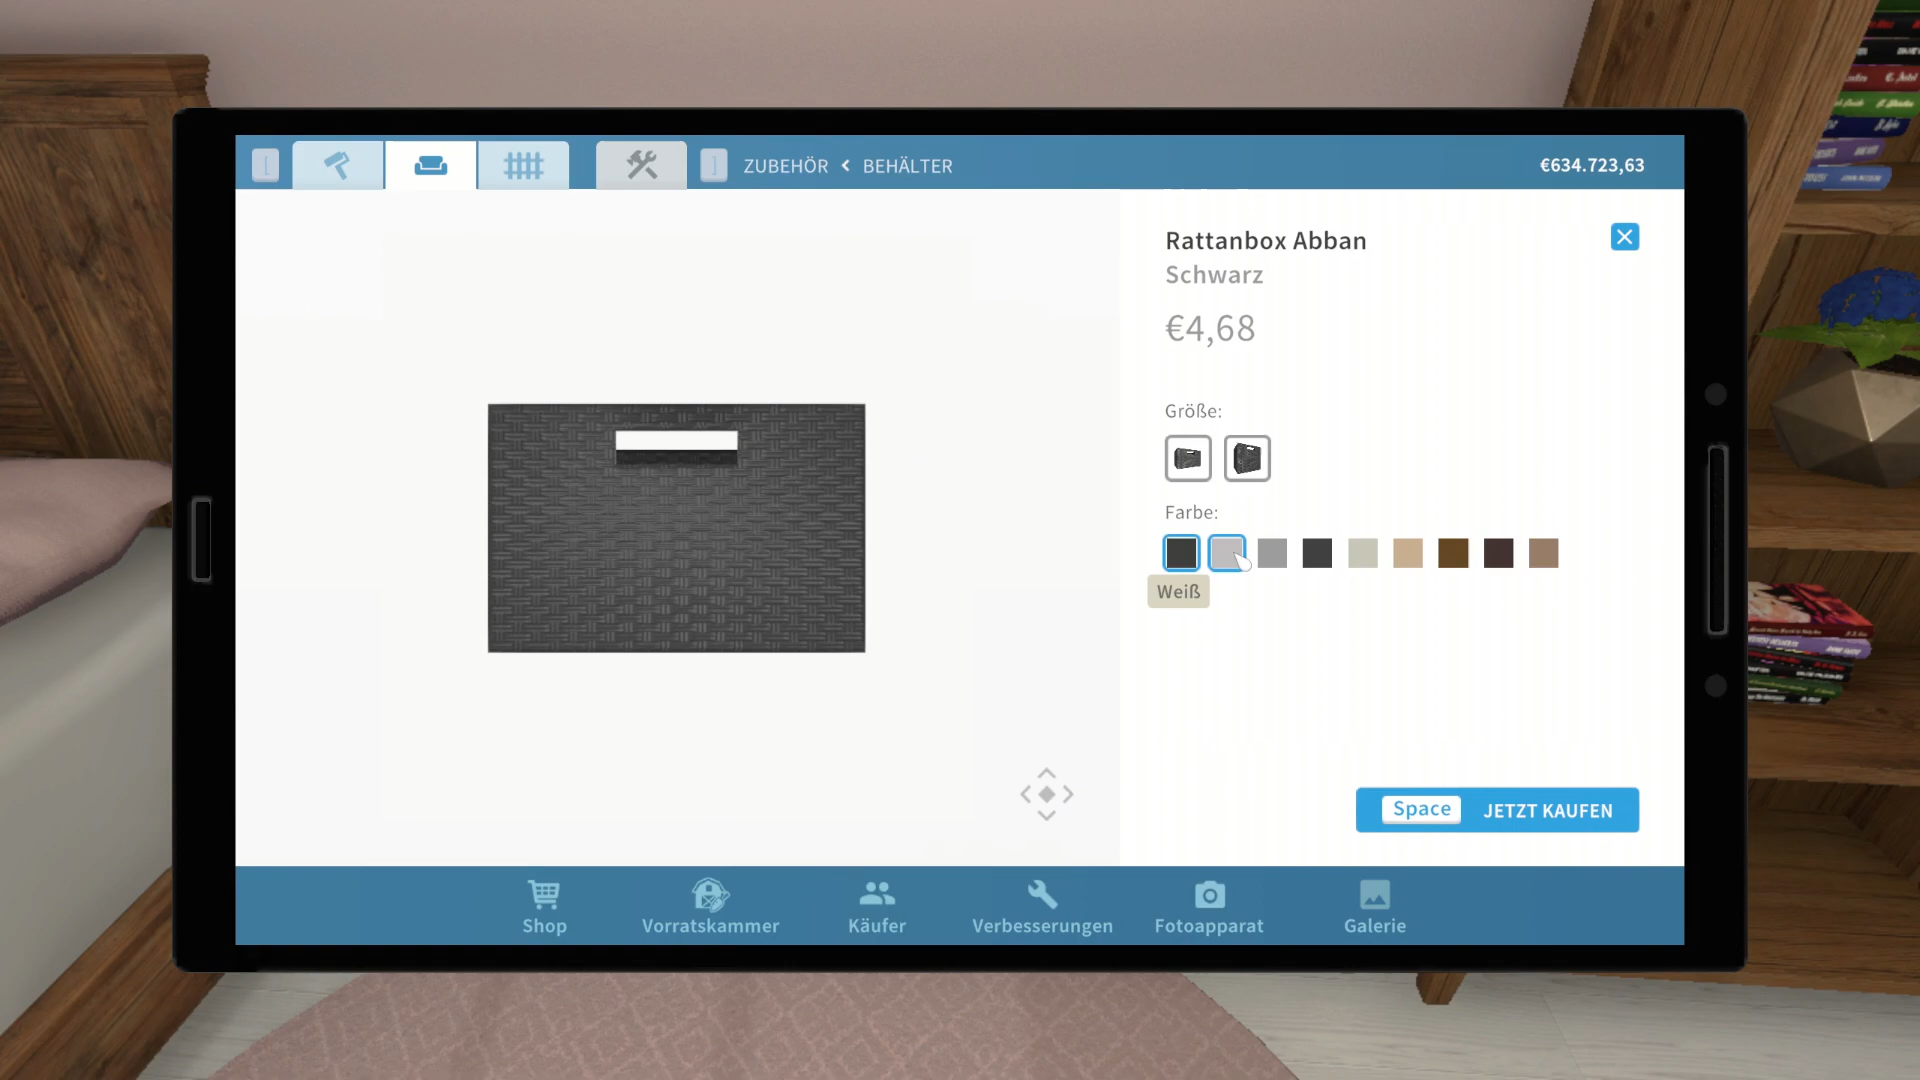 [
]
ZUBEHÖR < BEHÄLTER
€634.723,63
Rattanbox Abban
Schwarz
€4,68
Größe:
Farbe:
Weiß
Space JETZT KAUFEN
Shop
Vorratskammer
Käufer
Verbesserungen
Fotoapparat
Galerie